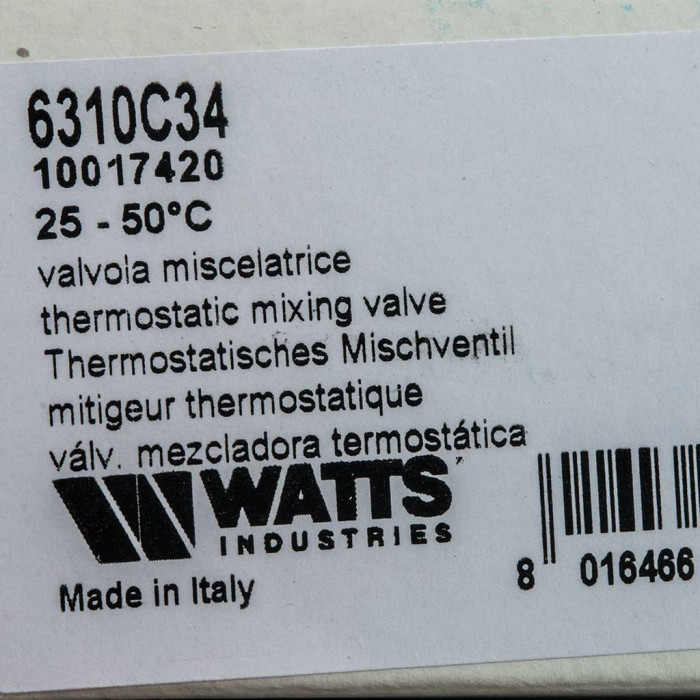 6310C34
10017420
25 - 50°C
valvola miscelatrice
thermostatic mixing valve
Thermostatisches Mischventil
mitigeur thermostatique
válv. mezcladora termostática
WATTS
INDUSTRIES
Made in Italy
8 016466